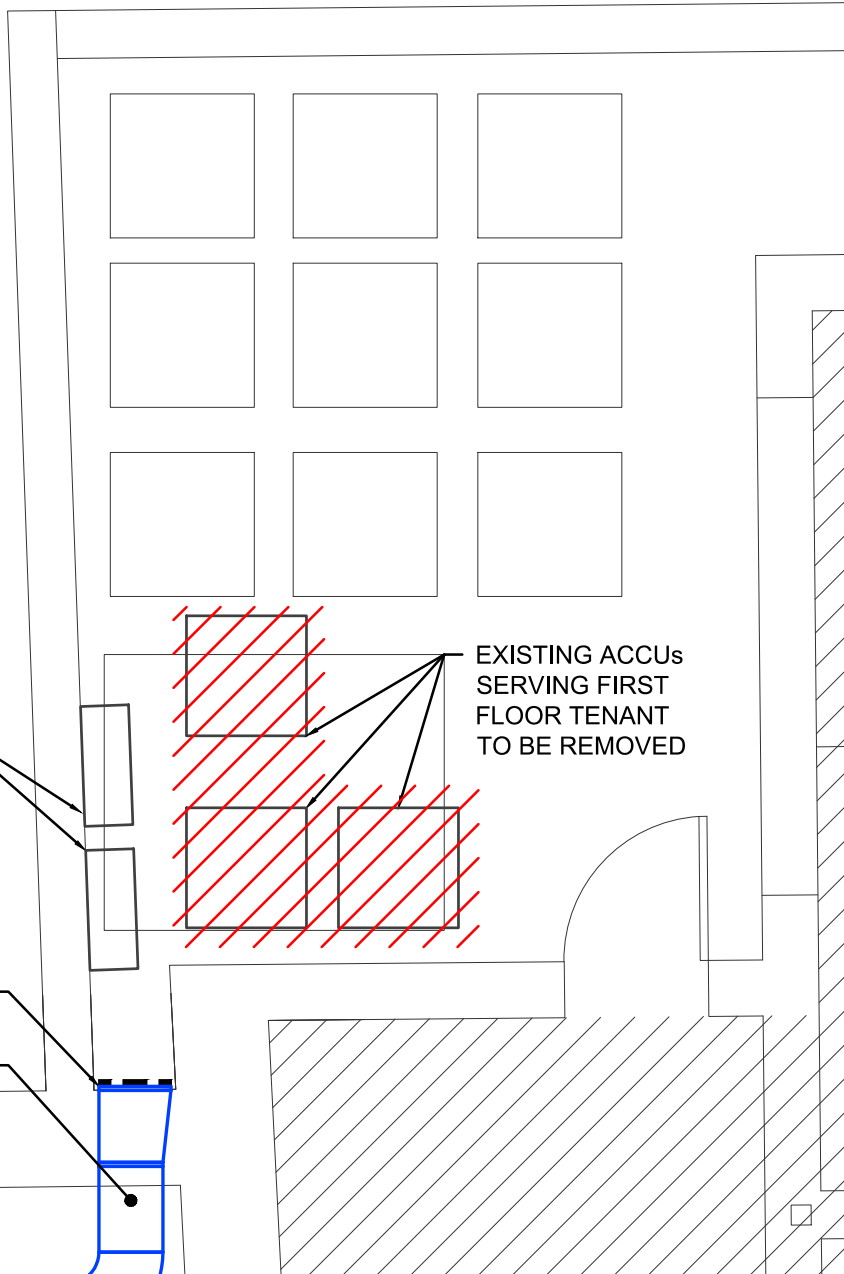 EXISTING ACCUs
SERVING FIRST
FLOOR TENANT
TO BE REMOVED